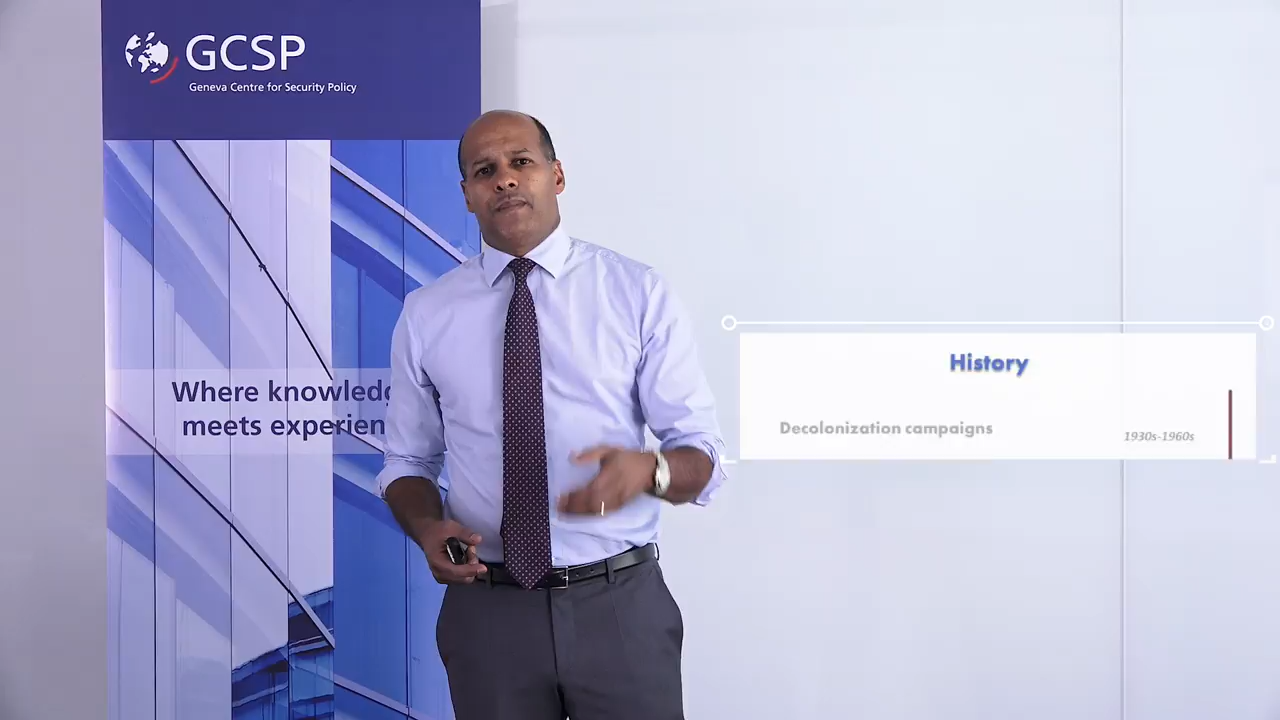 GCSP
Geneva Centre for Security Policy
Where knowledg
meets experien
History
Decolonization campaigns
1930s-1960s